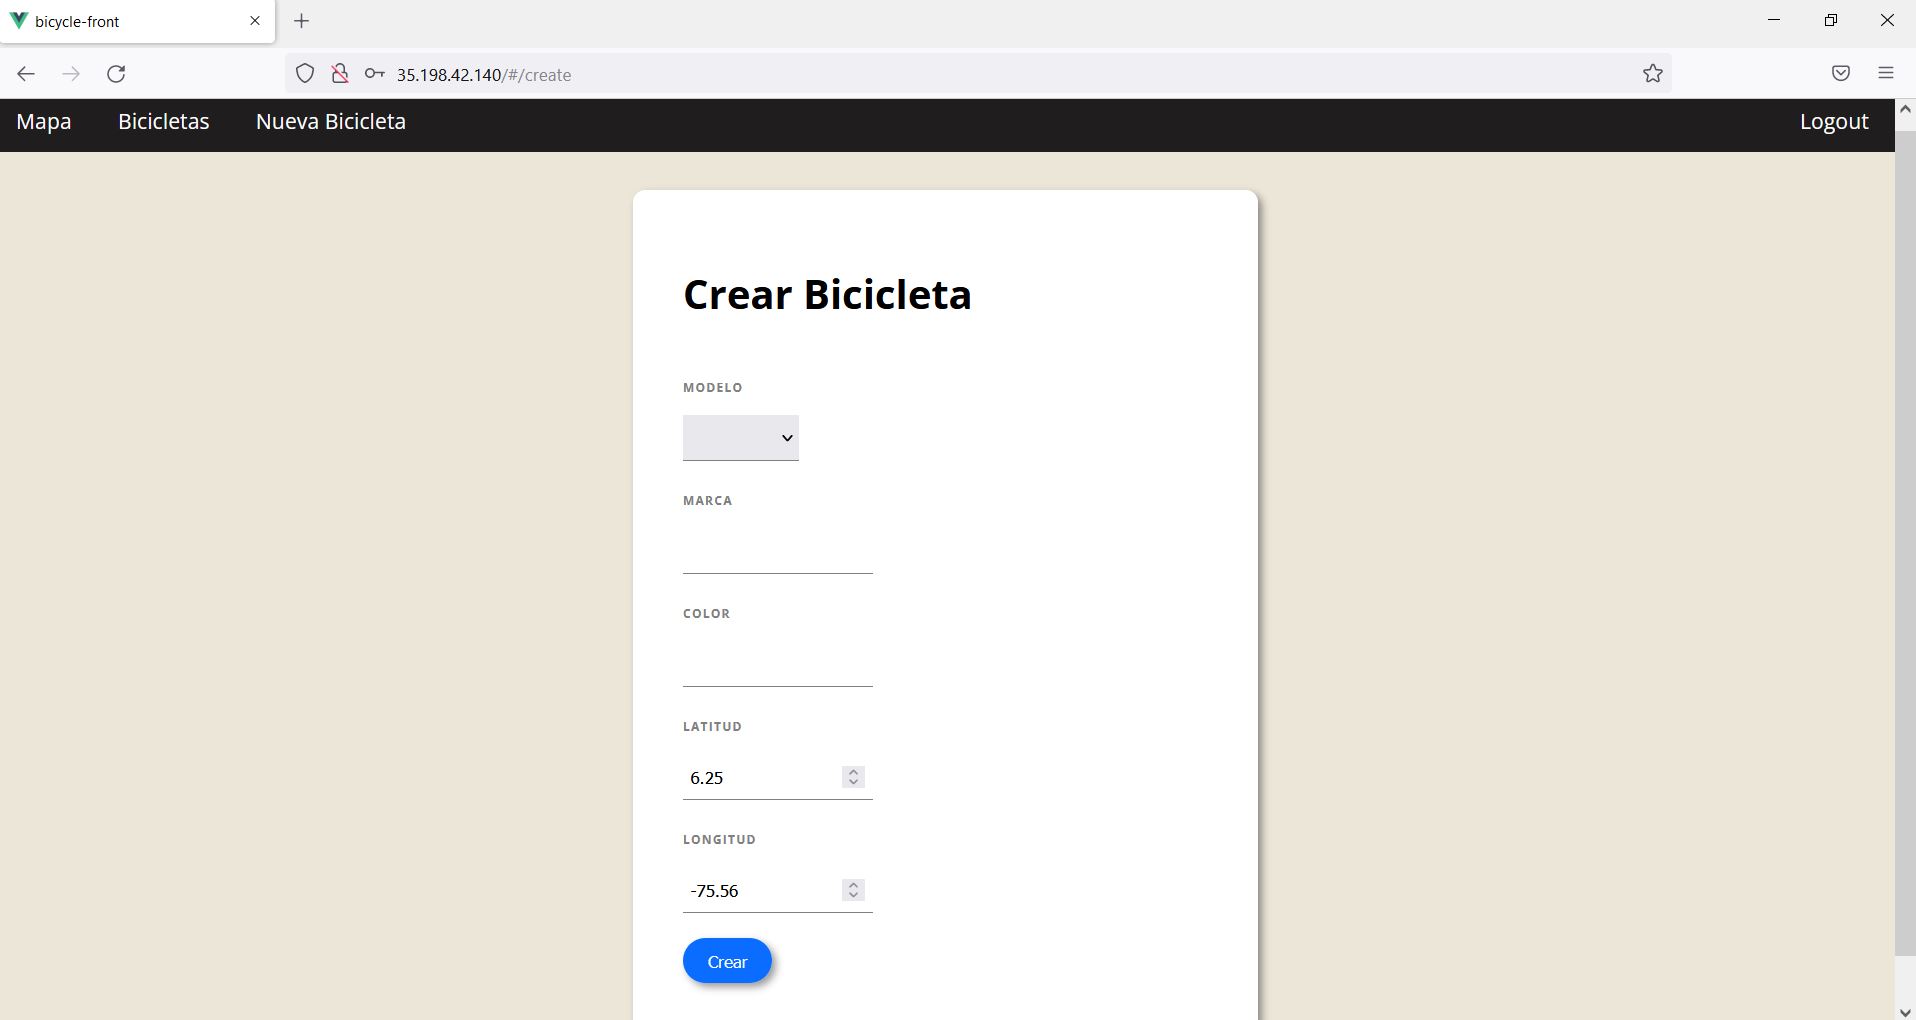 bicycle-front
35.198.42.140/#/create
Mapa Bicicletas Nueva Bicicleta Logout
Crear Bicicleta
MODELO
MARCA
COLOR
LATITUD
6.25
LONGITUD
-75.56
Crear